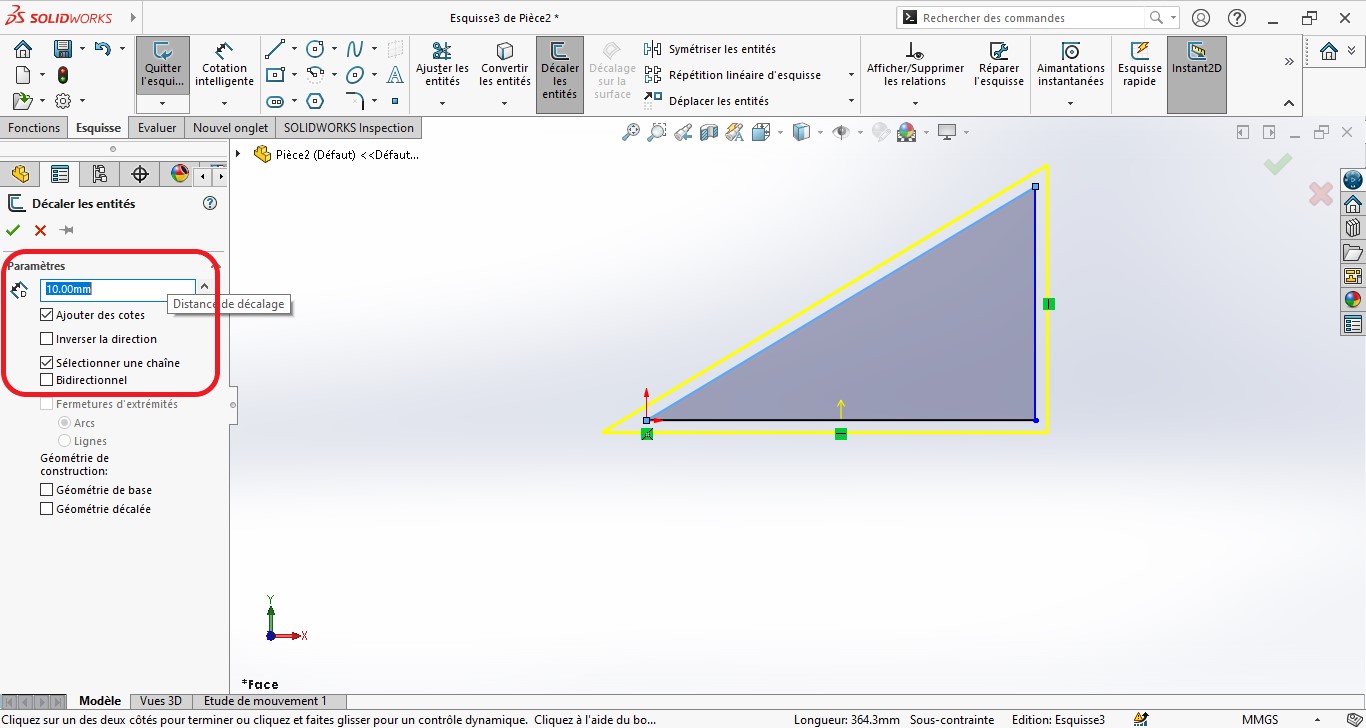 SOLIDWORKS
Esquisse3 de Pièce2 *
Rechercher des commandes
Quitter l'esqui...
Cotation intelligente
Ajuster les entités
Convertir les entités
Décaler les entités
Décalage sur la surface
Symétriser les entités
Répétition linéaire d'esquisse
Déplacer les entités
Afficher/Supprimer les relations
Réparer l'esquisse
Aimantations instantanées
Esquisse rapide
Instant2D
Fonctions
Esquisse
Evaluer
Nouvel onglet
SOLIDWORKS Inspection
Pièce2 (Défaut) <<Défaut...
Décaler les entités
Paramètres
10.00mm
Distance de décalage
Ajouter des cotes
Inverser la direction
Sélectionner une chaîne
Bidirectionnel
Fermetures d'extrémités
Arcs
Lignes
Géométrie de
construction:
Géométrie de base
Géométrie décalée
Y
X
*Face
Modèle
Vues 3D
Etude de mouvement 1
Cliquez sur un des deux côtés pour terminer ou cliquez et faites glisser pour un contrôle dynamique. Cliquez à l'aide du bo...
Longueur: 364.3mm
Sous-contrainte
Edition: Esquisse3
MMGS